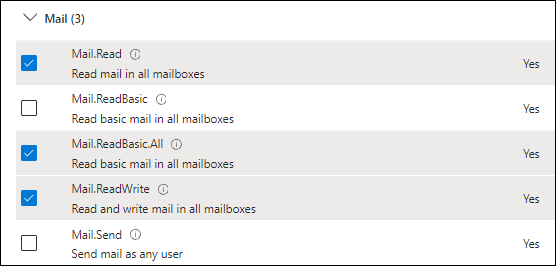 Mail (3)
Mail.Read
Read mail in all mailboxes
Yes
Mail.ReadBasic
Read basic mail in all mailboxes
Yes
Mail.ReadBasic.All
Read basic mail in all mailboxes
Yes
Mail.ReadWrite
Read and write mail in all mailboxes
Yes
Mail.Send
Send mail as any user
Yes